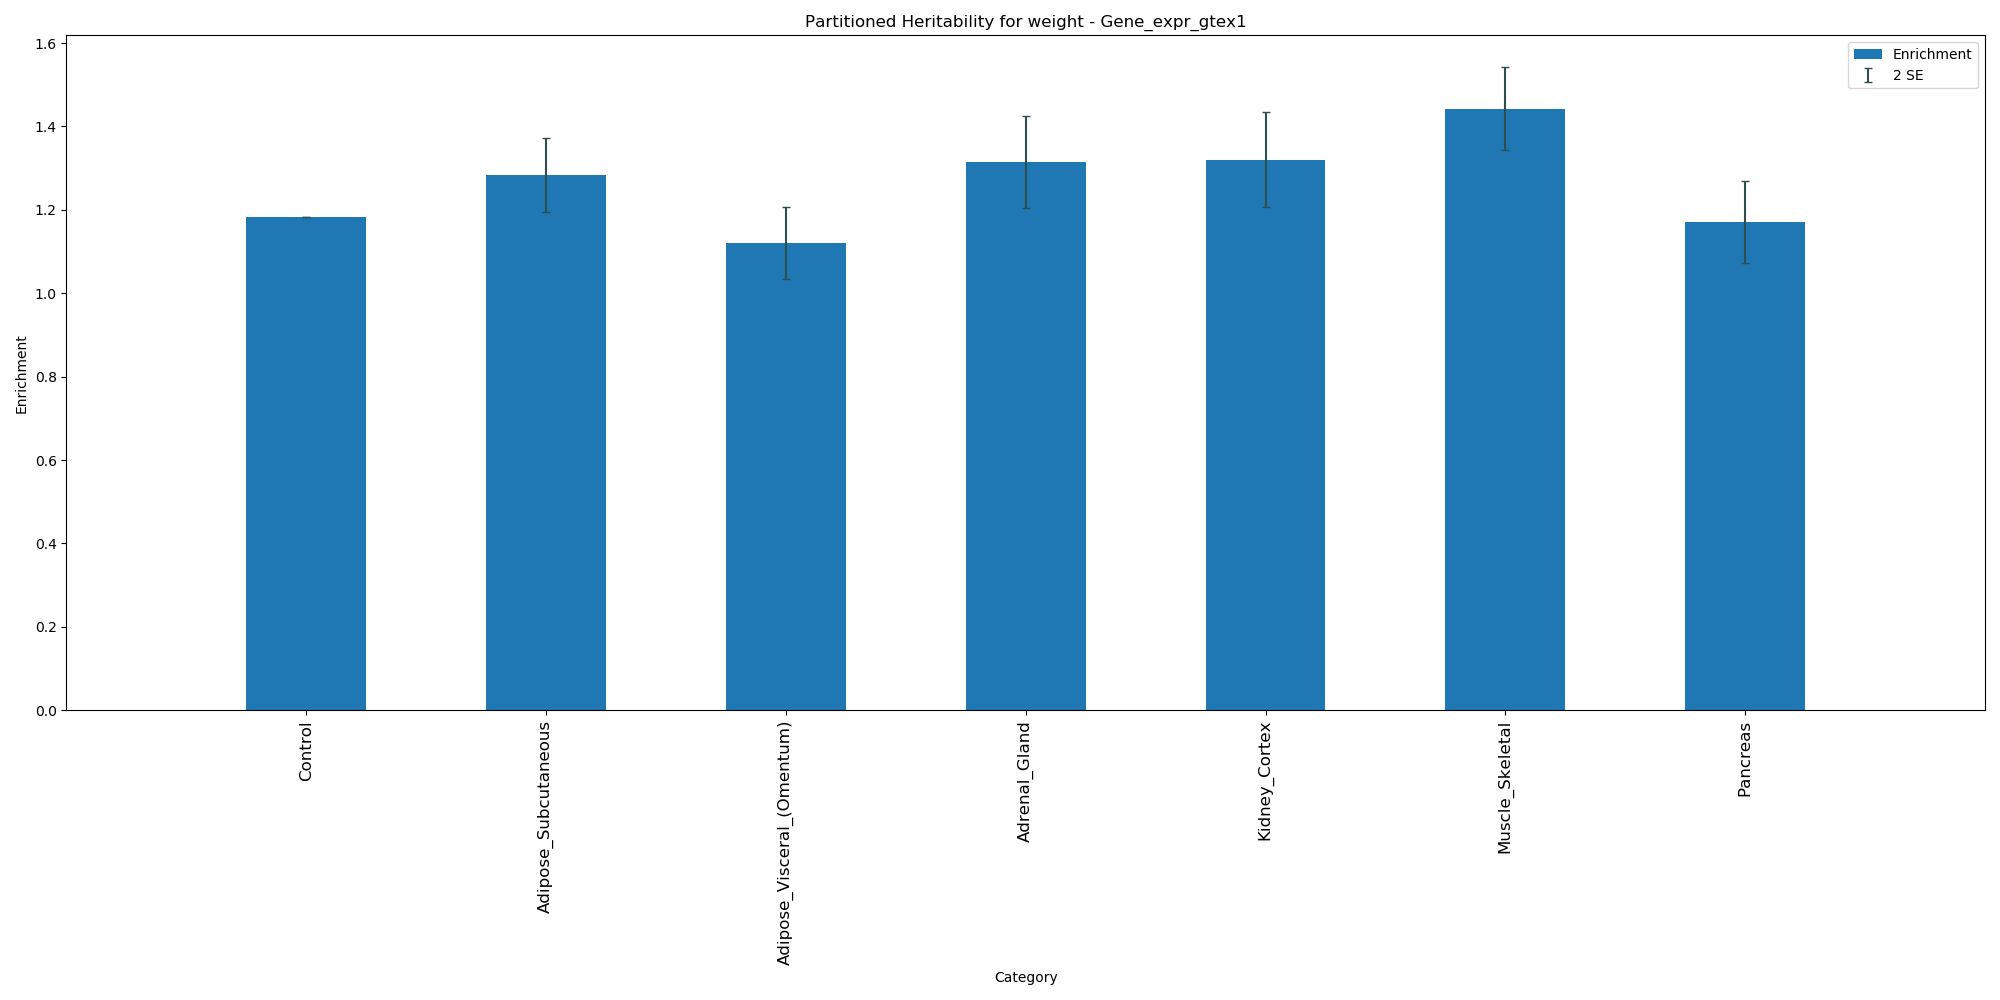 Partitioned Heritability for weight - Gene_expr_gtex1
Enrichment
2 SE
1.6
1.4
1.2
1.0
0.8
0.6
0.4
0.2
0.0
Enrichment
Control
Adipose_Subcutaneous
Adipose_Visceral_(Omentum)
Adrenal_Gland
Kidney_Cortex
Muscle_Skeletal
Pancreas
Category